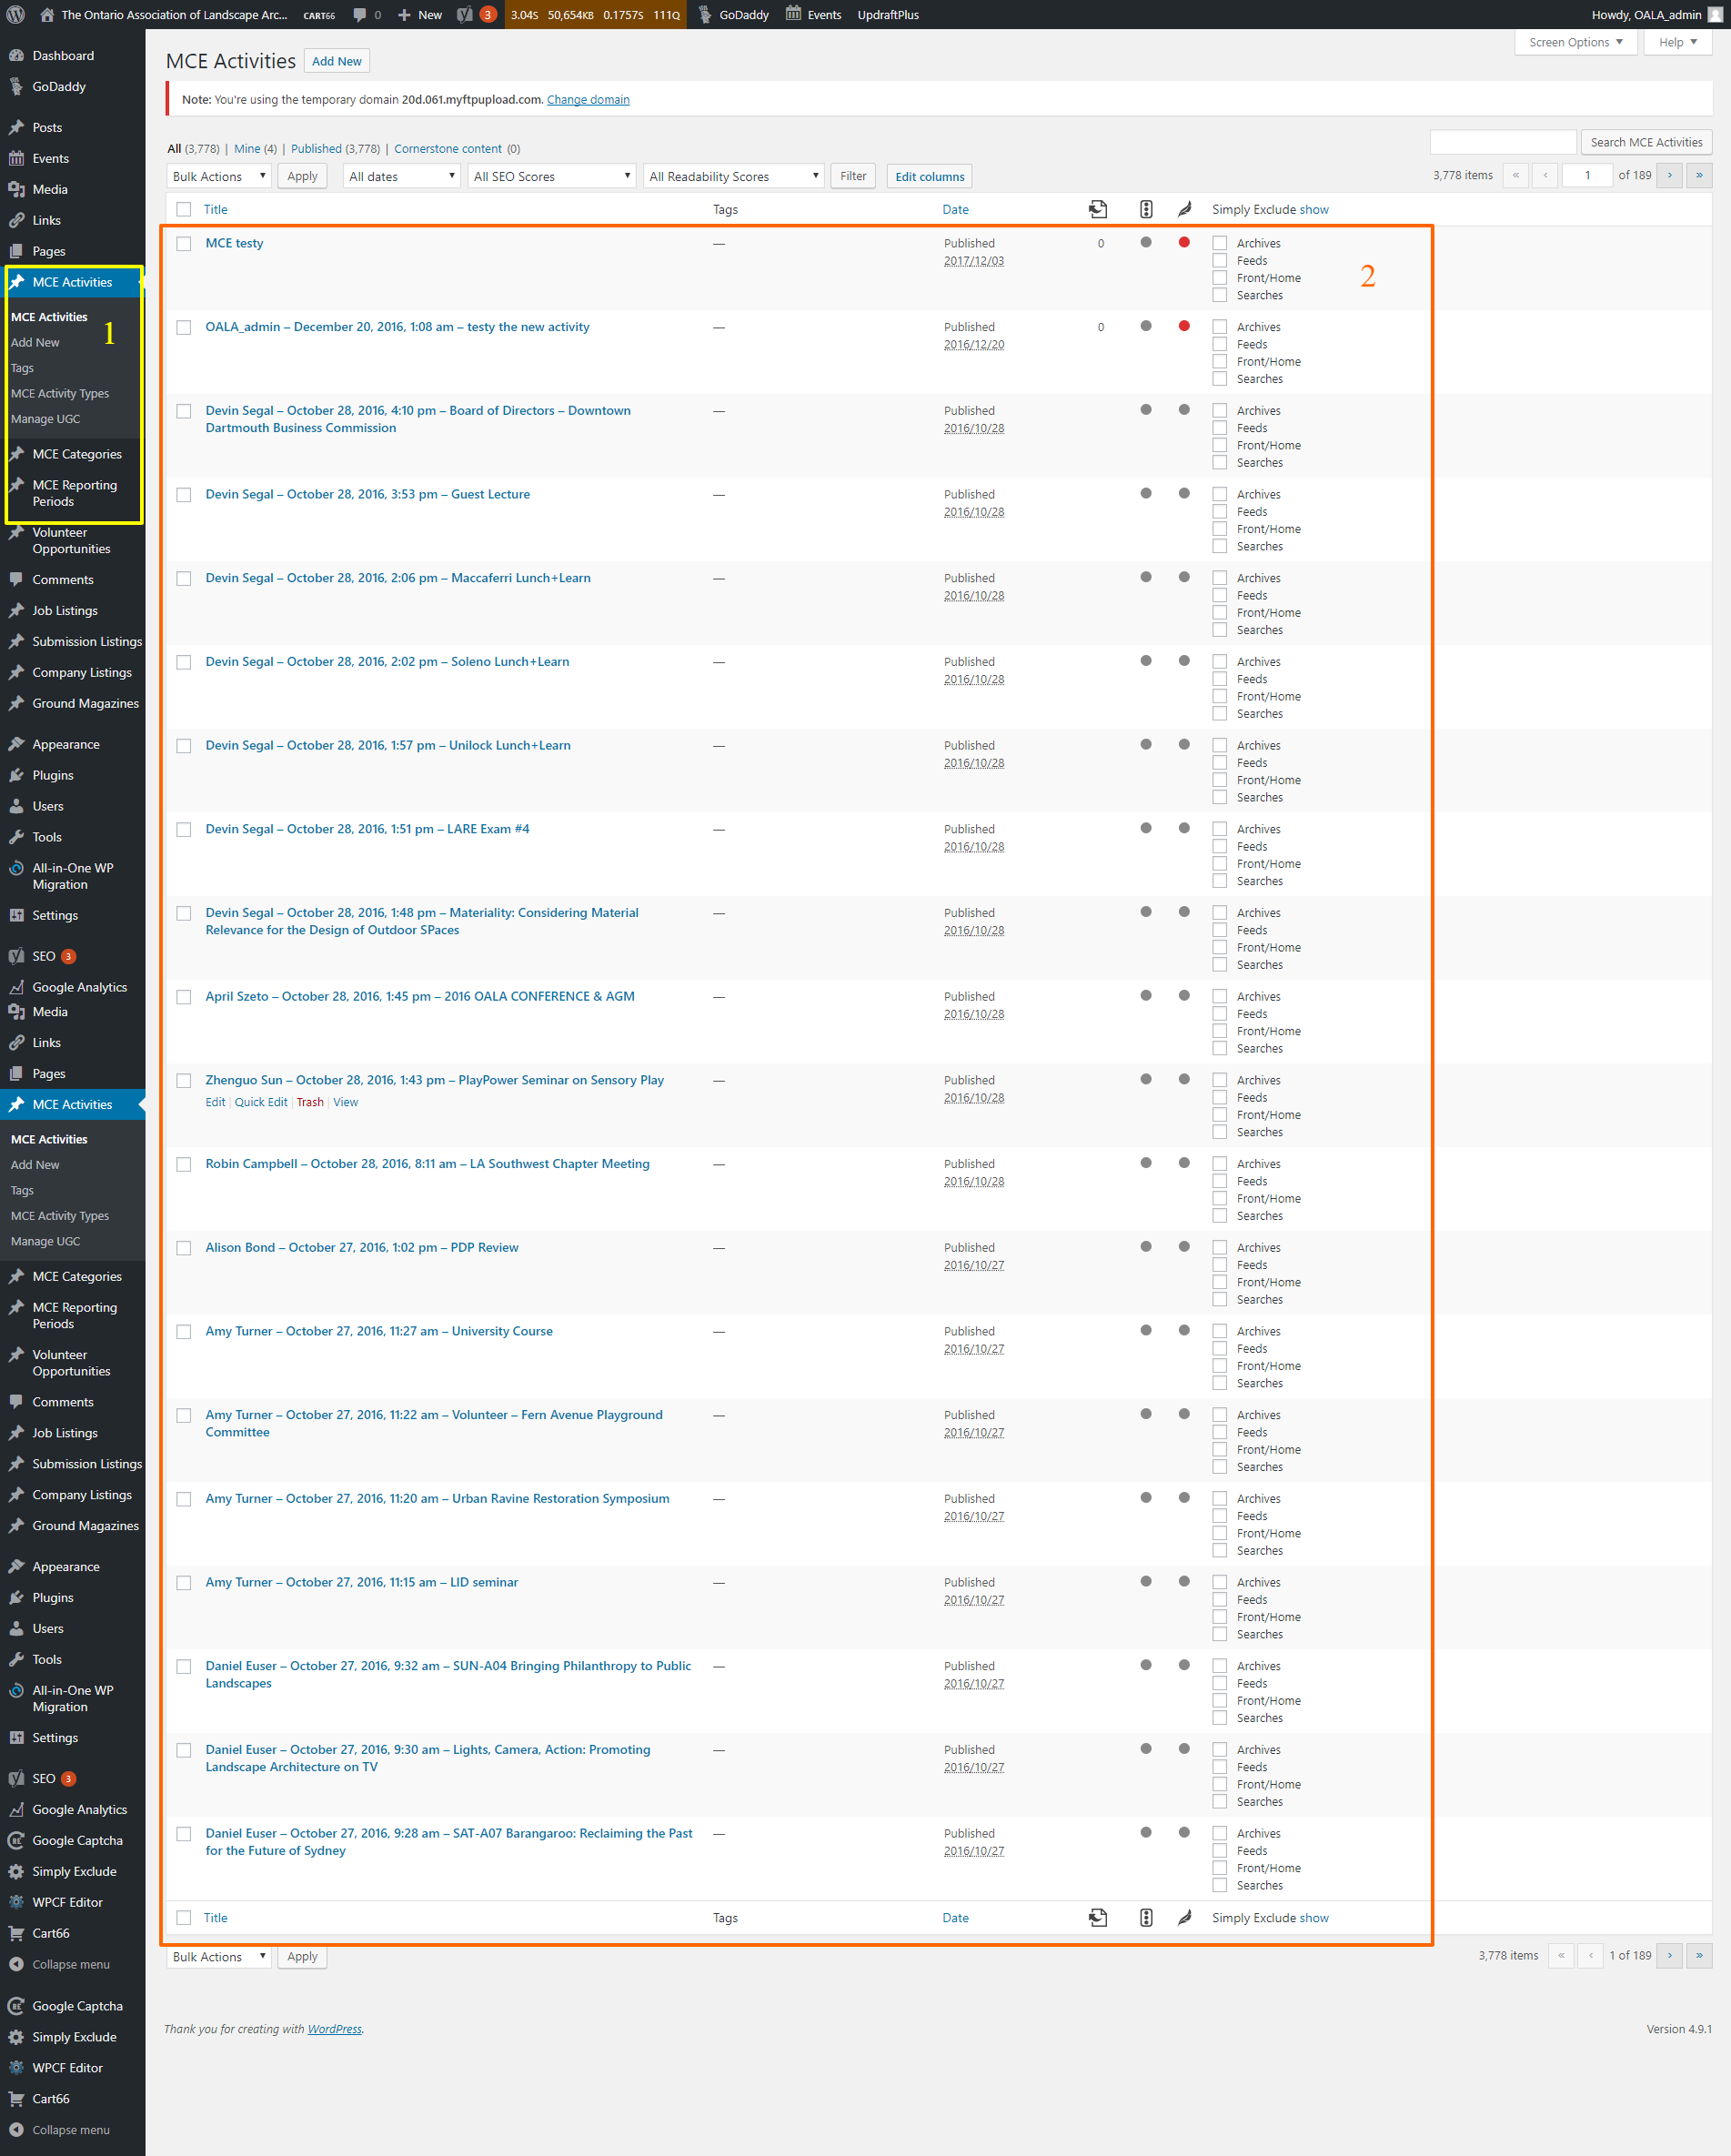 The Ontario Association of Landscape Arc... CART66 0 New 3 3.04S 50,654KB 0.1757S 111Q GoDaddy Events UpdraftPlus Howdy, OALA_admin
Dashboard
GoDaddy
Posts
Events
Media
Links
Pages
MCE Activities
MCE Activities
1
Add New
Tags
MCE Activity Types
Manage UGC
MCE Categories
MCE Reporting
Periods
Volunteer
Opportunities
Comments
Job Listings
Submission Listings
Company Listings
Ground Magazines
Appearance
Plugins
Users
Tools
All-in-One WP
Migration
Settings
SEO 3
Google Analytics
Media
Links
Pages
MCE Activities
MCE Activities
Add New
Tags
MCE Activity Types
Manage UGC
MCE Categories
MCE Reporting
Periods
Volunteer
Opportunities
Comments
Job Listings
Submission Listings
Company Listings
Ground Magazines
Appearance
Plugins
Users
Tools
All-in-One WP
Migration
Settings
SEO 3
Google Analytics
Google Captcha
Simply Exclude
WPCF Editor
Cart66
Collapse menu
Google Captcha
Simply Exclude
WPCF Editor
Cart66
Collapse menu
Screen Options ▼ Help ▼
MCE Activities Add New
Note: You're using the temporary domain 20d.061.myftpupload.com. Change domain
All (3,778) | Mine (4) | Published (3,778) | Cornerstone content (0)
Search MCE Activities
Bulk Actions Apply All dates All SEO Scores All Readability Scores Filter Edit columns 3,778 items « ‹ 1 of 189 › »
Title Tags Date Simply Exclude show
MCE testy — Published 0 Archives
2017/12/03 Feeds
2
Front/Home
Searches
OALA_admin – December 20, 2016, 1:08 am – testy the new activity — Published 0 Archives
2016/12/20 Feeds
Front/Home
Searches
Devin Segal – October 28, 2016, 4:10 pm – Board of Directors – Downtown — Published Archives
Dartmouth Business Commission 2016/10/28 Feeds
Front/Home
Searches
Devin Segal – October 28, 2016, 3:53 pm – Guest Lecture — Published Archives
2016/10/28 Feeds
Front/Home
Searches
Devin Segal – October 28, 2016, 2:06 pm – Maccaferri Lunch+Learn — Published Archives
2016/10/28 Feeds
Front/Home
Searches
Devin Segal – October 28, 2016, 2:02 pm – Soleno Lunch+Learn — Published Archives
2016/10/28 Feeds
Front/Home
Searches
Devin Segal – October 28, 2016, 1:57 pm – Unilock Lunch+Learn — Published Archives
2016/10/28 Feeds
Front/Home
Searches
Devin Segal – October 28, 2016, 1:51 pm – LARE Exam #4 — Published Archives
2016/10/28 Feeds
Front/Home
Searches
Devin Segal – October 28, 2016, 1:48 pm – Materiality: Considering Material — Published Archives
Relevance for the Design of Outdoor SPaces 2016/10/28 Feeds
Front/Home
Searches
April Szeto – October 28, 2016, 1:45 pm – 2016 OALA CONFERENCE & AGM — Published Archives
2016/10/28 Feeds
Front/Home
Searches
Zhenguo Sun – October 28, 2016, 1:43 pm – PlayPower Seminar on Sensory Play — Published Archives
Edit | Quick Edit | Trash | View 2016/10/28 Feeds
Front/Home
Searches
Robin Campbell – October 28, 2016, 8:11 am – LA Southwest Chapter Meeting — Published Archives
2016/10/28 Feeds
Front/Home
Searches
Alison Bond – October 27, 2016, 1:02 pm – PDP Review — Published Archives
2016/10/27 Feeds
Front/Home
Searches
Amy Turner – October 27, 2016, 11:27 am – University Course — Published Archives
2016/10/27 Feeds
Front/Home
Searches
Amy Turner – October 27, 2016, 11:22 am – Volunteer – Fern Avenue Playground — Published Archives
Committee 2016/10/27 Feeds
Front/Home
Searches
Amy Turner – October 27, 2016, 11:20 am – Urban Ravine Restoration Symposium — Published Archives
2016/10/27 Feeds
Front/Home
Searches
Amy Turner – October 27, 2016, 11:15 am – LID seminar — Published Archives
2016/10/27 Feeds
Front/Home
Searches
Daniel Euser – October 27, 2016, 9:32 am – SUN-A04 Bringing Philanthropy to Public — Published Archives
Landscapes 2016/10/27 Feeds
Front/Home
Searches
Daniel Euser – October 27, 2016, 9:30 am – Lights, Camera, Action: Promoting — Published Archives
Landscape Architecture on TV 2016/10/27 Feeds
Front/Home
Searches
Daniel Euser – October 27, 2016, 9:28 am – SAT-A07 Barangaroo: Reclaiming the Past — Published Archives
for the Future of Sydney 2016/10/27 Feeds
Front/Home
Searches
Title Tags Date Simply Exclude show
Bulk Actions Apply 3,778 items « ‹ 1 of 189 › »
Thank you for creating with WordPress. Version 4.9.1